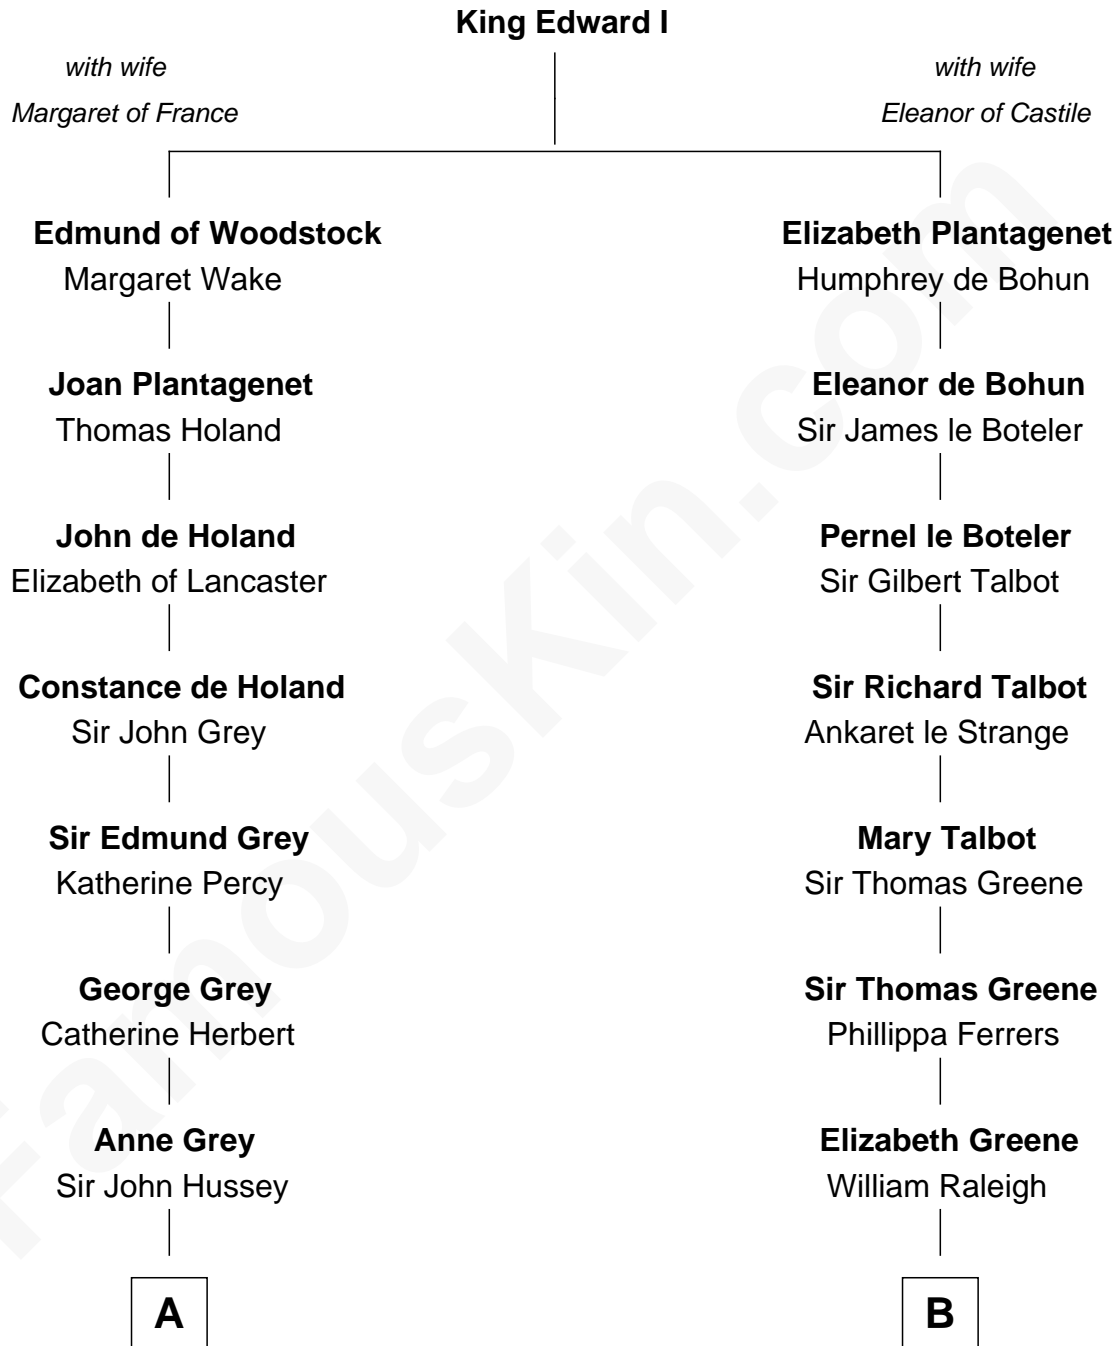 King Edward I
with wife
Margaret of France
with wife
Eleanor of Castile
Edmund of Woodstock
Margaret Wake
Elizabeth Plantagenet
Humphrey de Bohun
Joan Plantagenet
Thomas Holand
Eleanor de Bohun
Sir James le Boteler
John de Holand
Elizabeth of Lancaster
Pernel le Boteler
Sir Gilbert Talbot
Constance de Holand
Sir John Grey
Sir Richard Talbot
Ankaret le Strange
Sir Edmund Grey
Katherine Percy
Mary Talbot
Sir Thomas Greene
George Grey
Catherine Herbert
Sir Thomas Greene
Phillippa Ferrers
Anne Grey
Sir John Hussey
Elizabeth Greene
William Raleigh
A
B
FamousKin.com